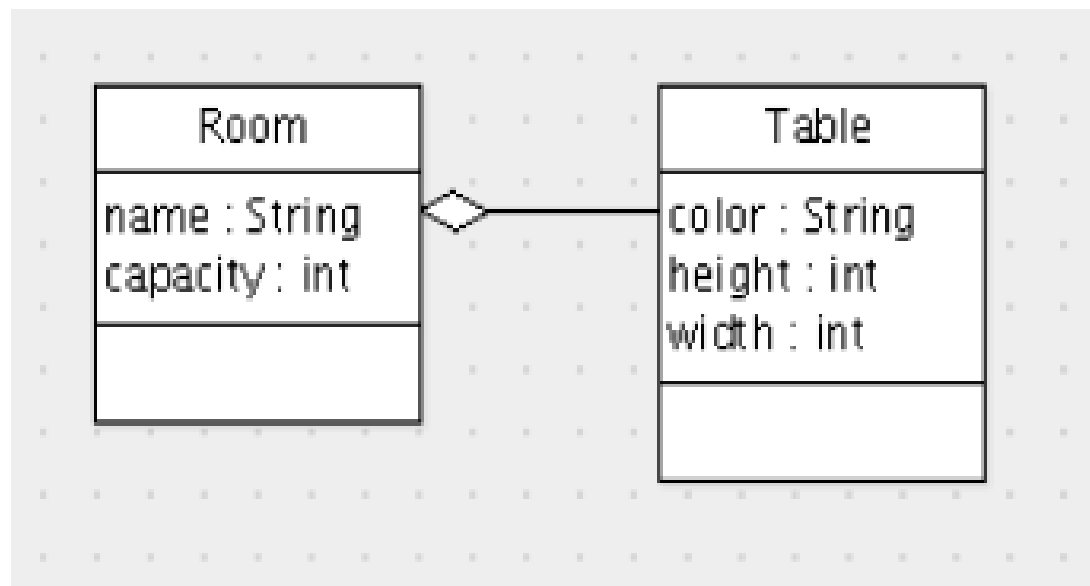 Room
name : String
capacity : int
Table
color : String
height : int
width : int